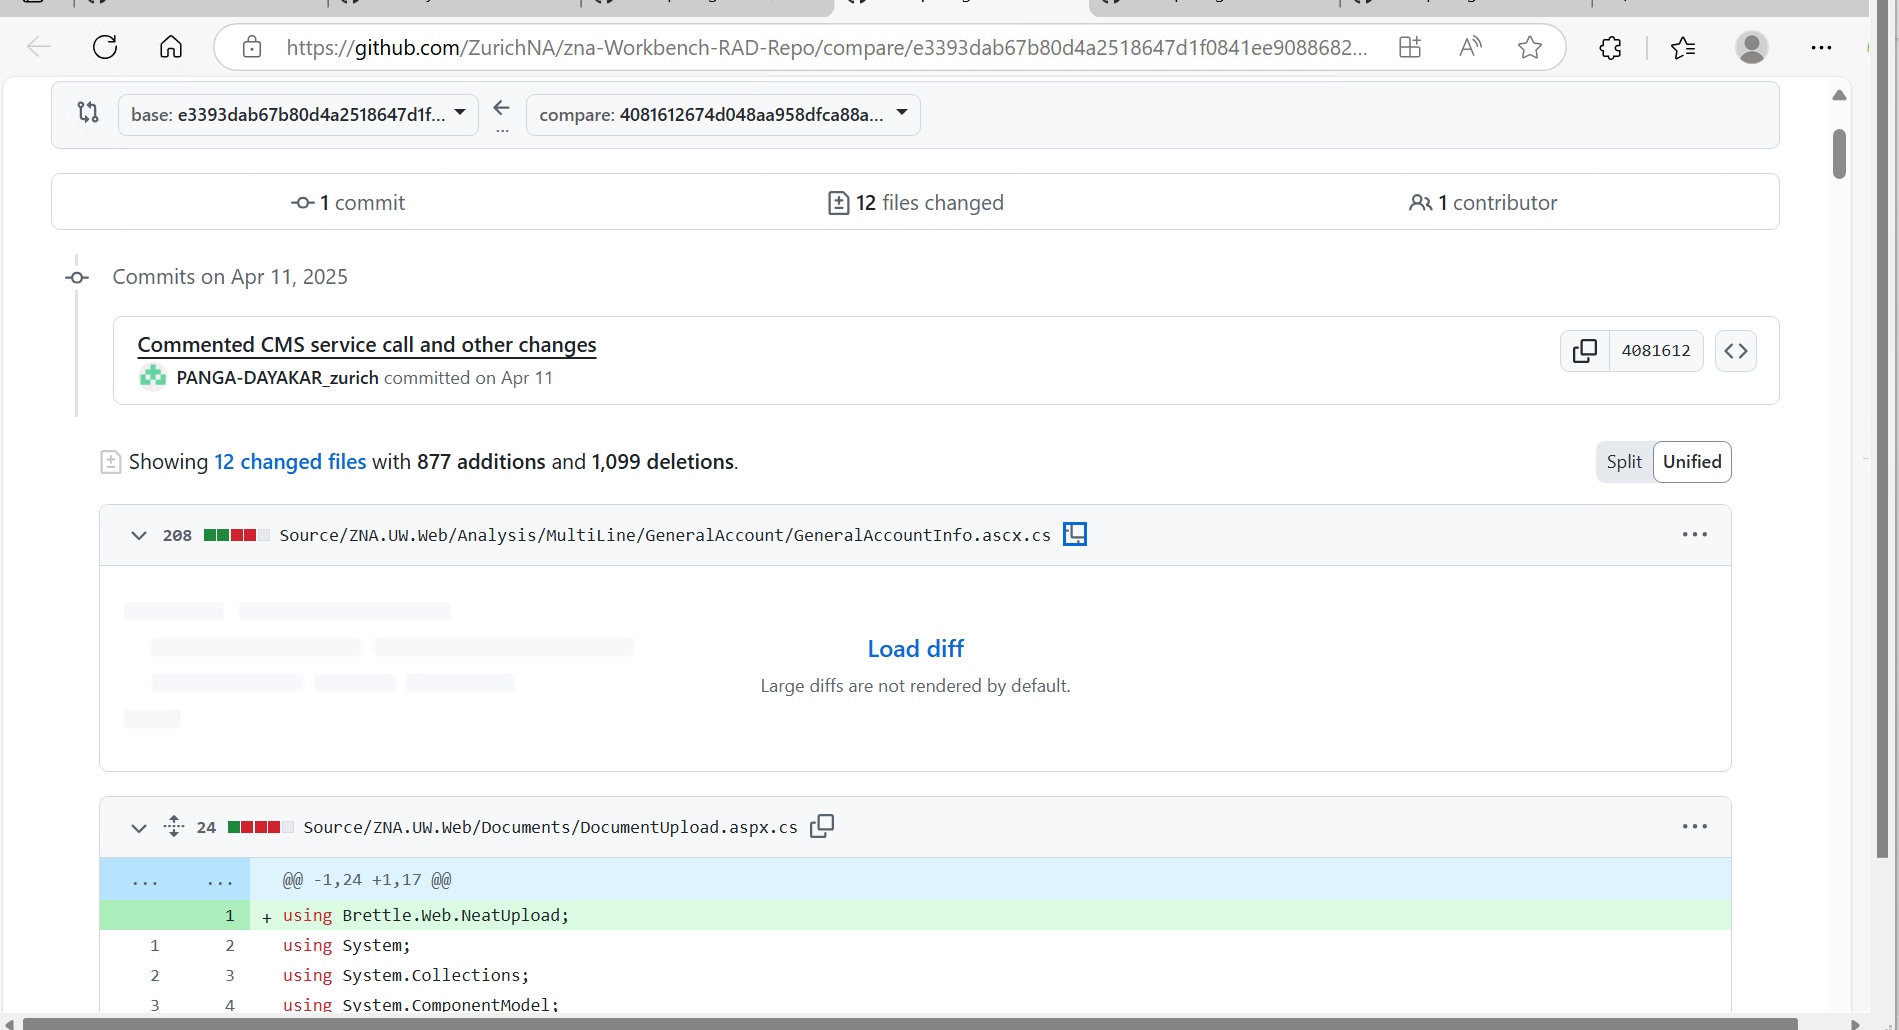 https://github.com/ZurichNA/zna-Workbench-RAD-Repo/compare/e3393dab67b80d4a2518647d1f0841ee9088682...
base: e3393dab67b80d4a2518647d1f...
...
compare: 4081612674d048aa958dfca88a...
1 commit
12 files changed
1 contributor
Commits on Apr 11, 2025
Commented CMS service call and other changes
PANGA-DAYAKAR_zurich committed on Apr 11
4081612
Showing 12 changed files with 877 additions and 1,099 deletions.
Split
Unified
208 Source/ZNA.UW.Web/Analysis/MultiLine/GeneralAccount/GeneralAccountInfo.ascx.cs
Load diff
Large diffs are not rendered by default.
24 Source/ZNA.UW.Web/Documents/DocumentUpload.aspx.cs
... ... @@ -1,24 +1,17 @@
1 + using Brettle.Web.NeatUpload;
1 2 using System;
2 3 using System.Collections;
3 4 using System.ComponentModel;